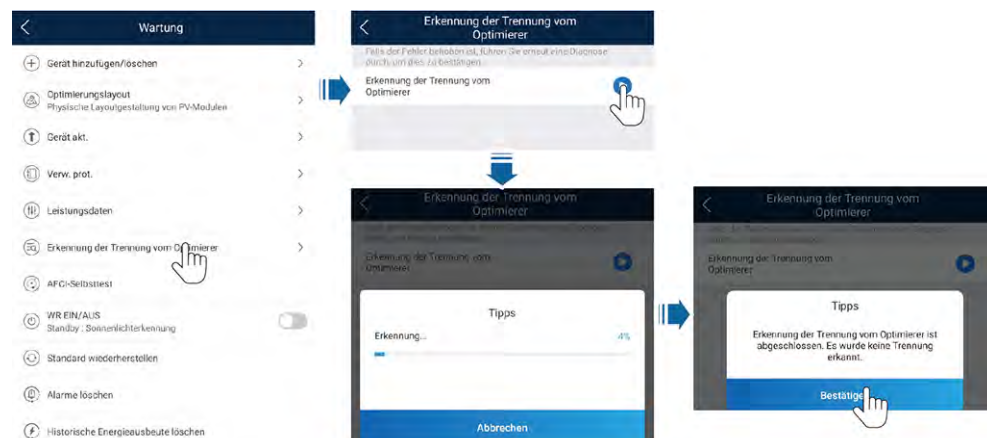 Wartung
Gerät hinzufügen/löschen
Optimierungslayout
Physische Layoutgestaltung von PV-Modulen
Gerät akt.
Verw. prot.
Leistungsdaten
Erkennung der Trennung vom Optimierer
AFCI-Selbsttest
WR EIN/AUS
Standby : Sonnenlichterkennung
Standard wiederherstellen
Alarme löschen
Historische Energieausbeute löschen
Erkennung der Trennung vom
Optimierer
Falls der Fehler behoben ist, führen Sie erneut eine Diagnose
durch, um dies zu bestätigen.
Erkennung der Trennung vom
Optimierer
Erkennung der Trennung vom
Optimierer
Erkennung der Trennung vom
Optimierer
Tipps
Erkennung...
4%
Abbrechen
Erkennung der Trennung vom
Optimierer
Erkennung der Trennung vom
Optimierer
Tipps
Erkennung der Trennung vom Optimierer ist
abgeschlossen. Es wurde keine Trennung
erkannt.
Bestätige